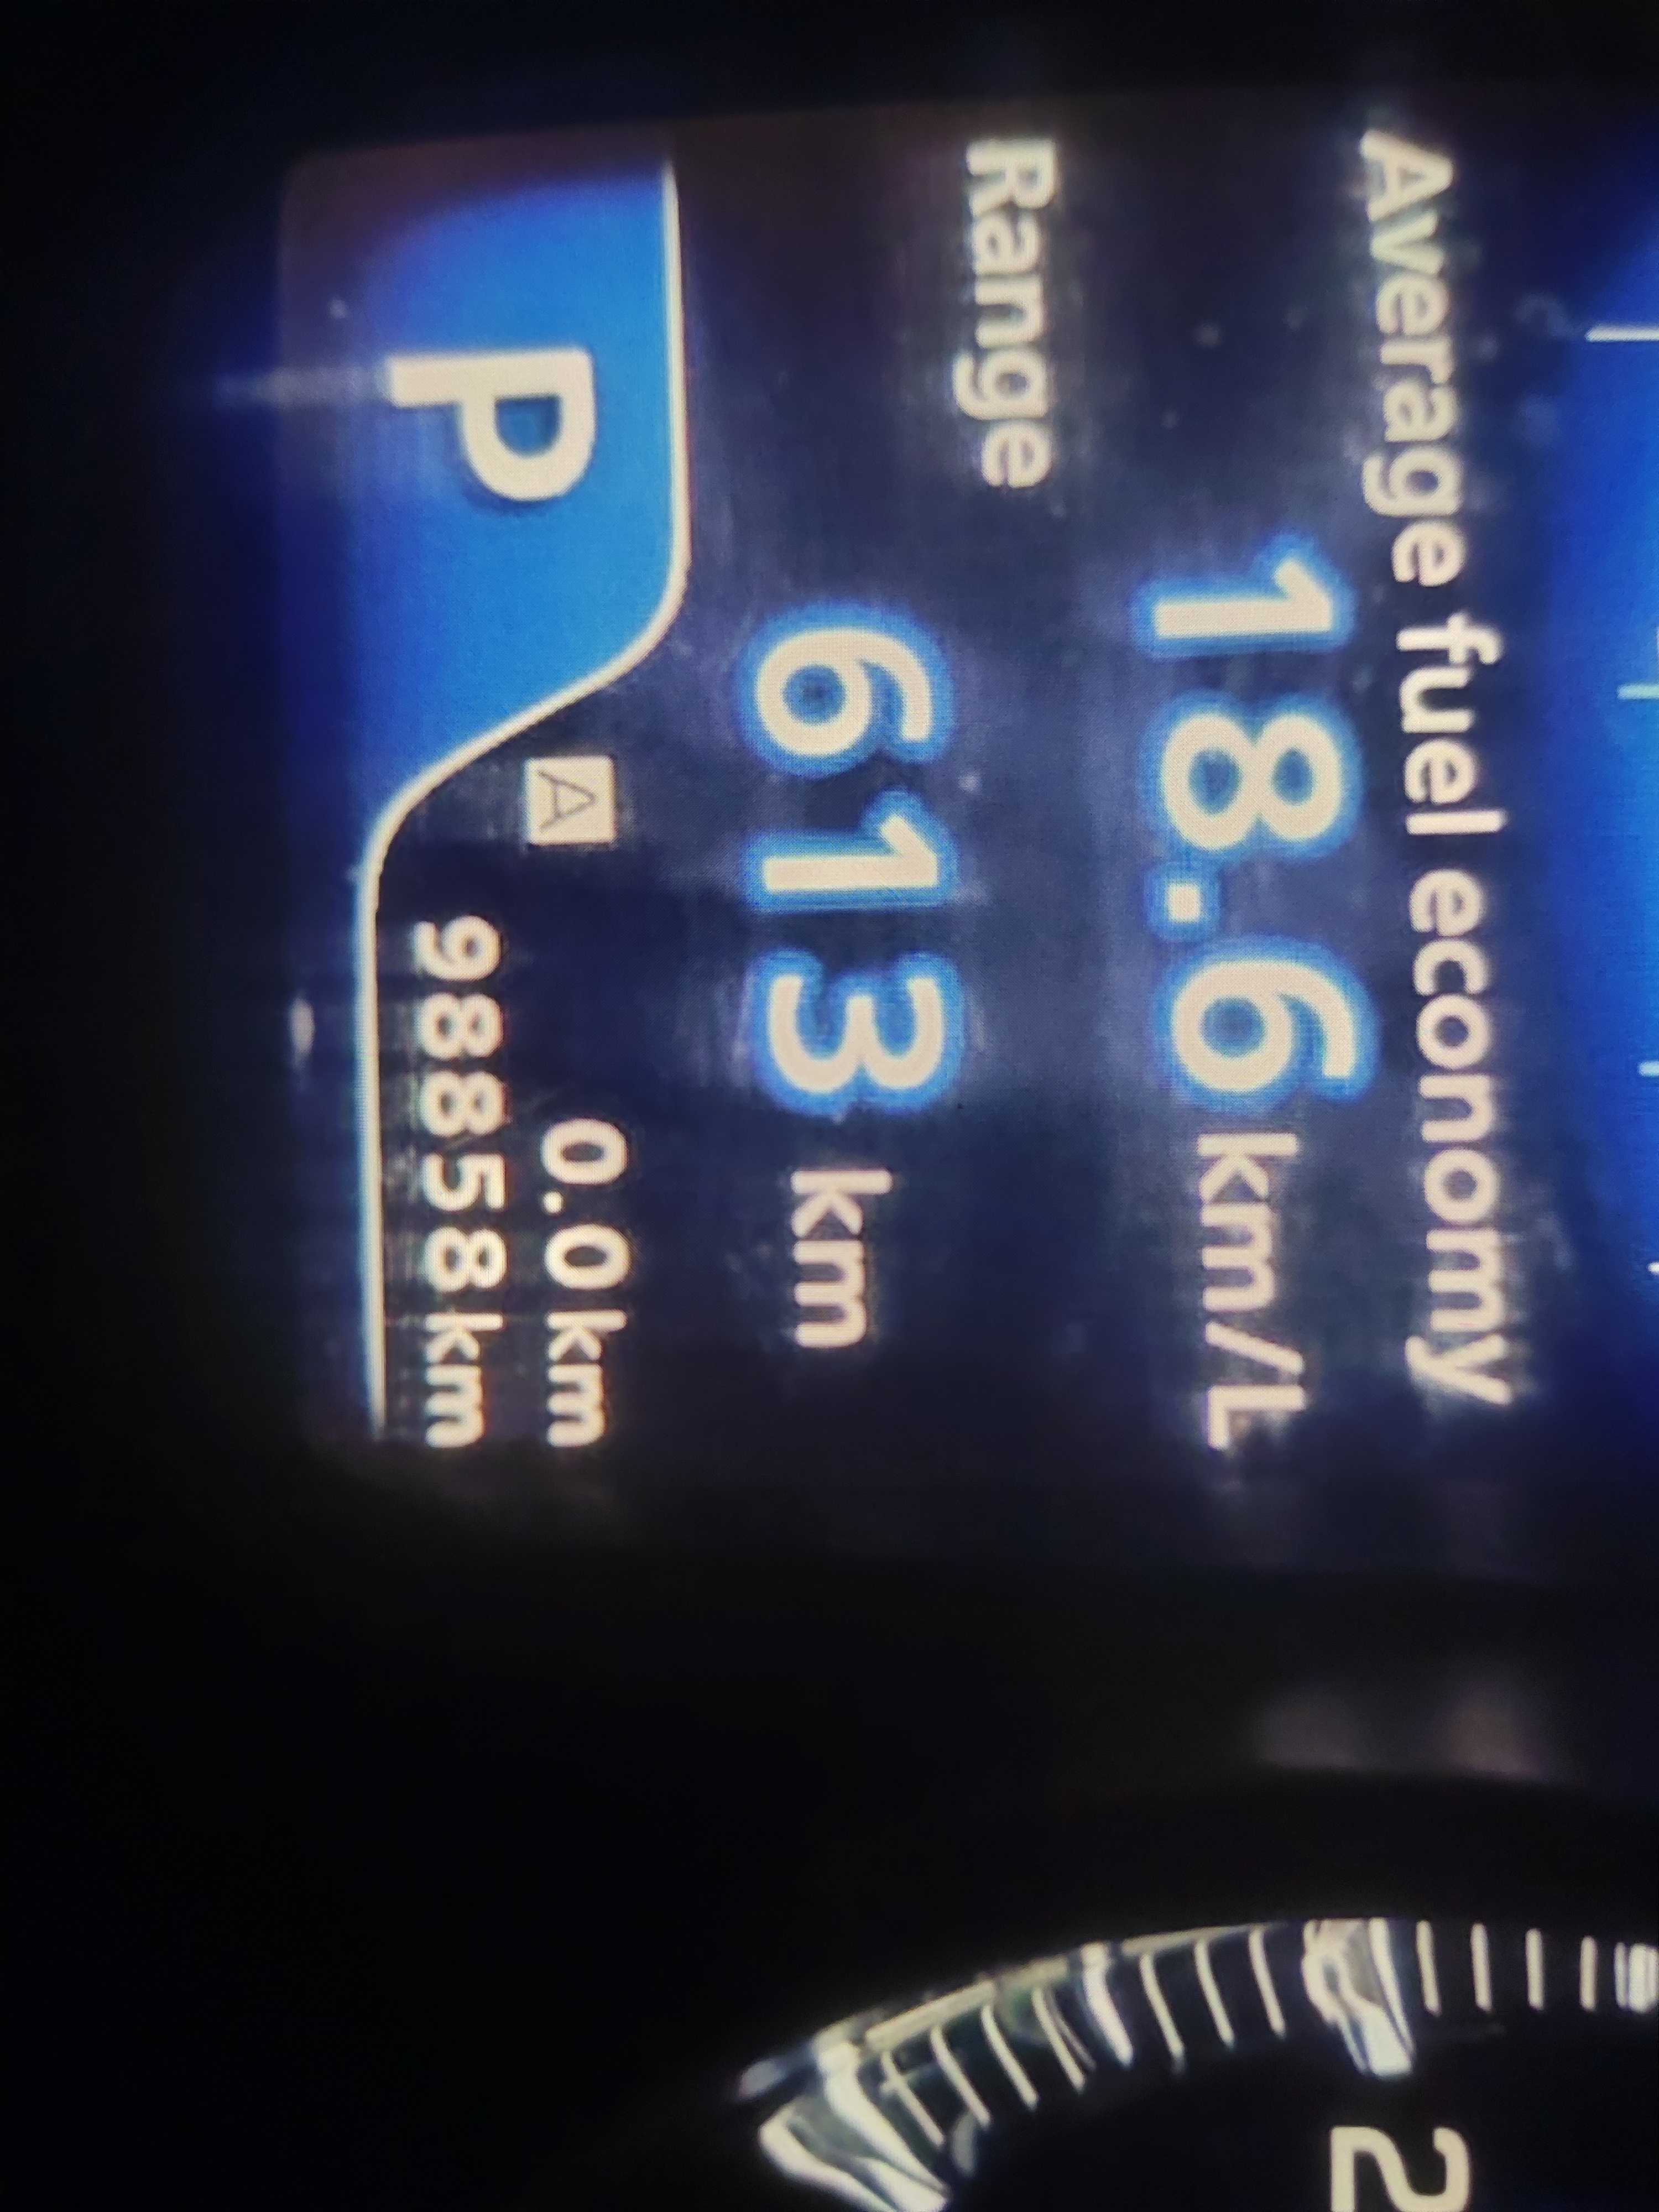 Average fuel economy
18.6 km/L
Range
613 km
A 0.0 km
P 98858 km
2